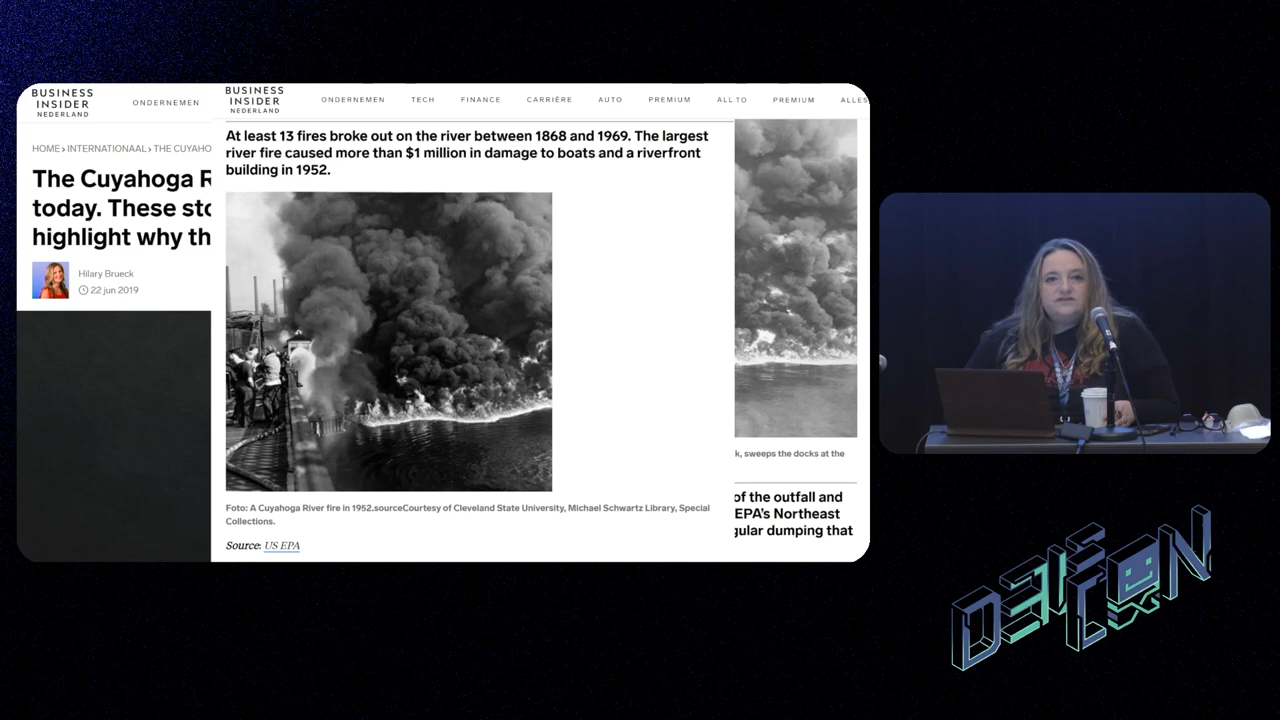 BUSINESS
INSIDER
NEDERLAND
ONDERNEMEN
HOME › INTERNATIONAAL › THE CUYAHO
The Cuyahoga R
today. These sto
highlight why th
Hilary Brueck
22 jun 2019
BUSINESS
INSIDER
NEDERLAND
ONDERNEMEN TECH FINANCE CARRIÈRE AUTO PREMIUM ALL TO PREMIUM ALLES
At least 13 fires broke out on the river between 1868 and 1969. The largest
river fire caused more than $1 million in damage to boats and a riverfront
building in 1952.
Foto: A Cuyahoga River fire in 1952.sourceCourtesy of Cleveland State University, Michael Schwartz Library, Special
Collections.
Source: US EPA
k, sweeps the docks at the
of the outfall and
EPA's Northeast
gular dumping that
DEF
CON